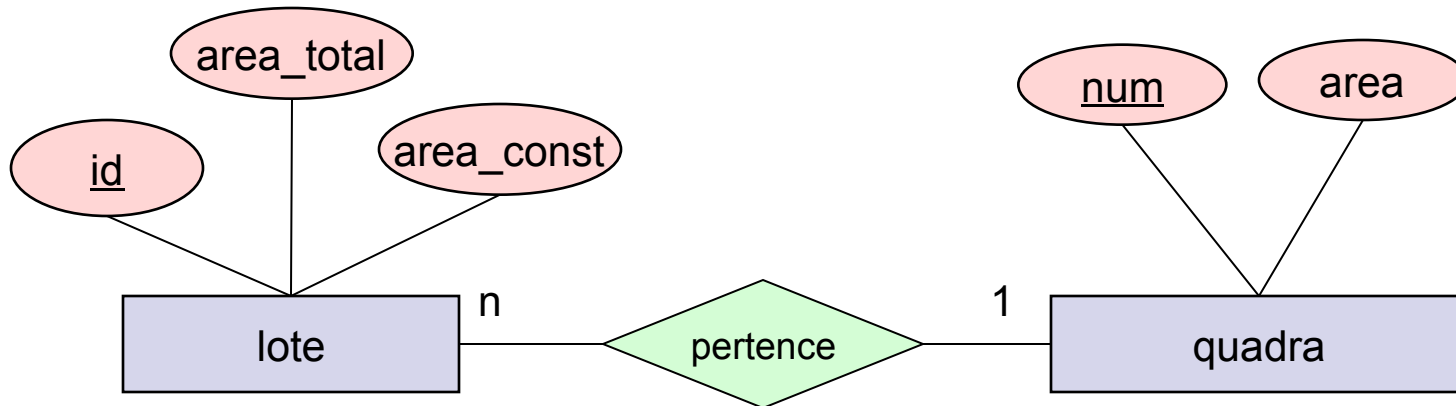 area_total
num
area
area_const
id
n
1
lote
pertence
quadra